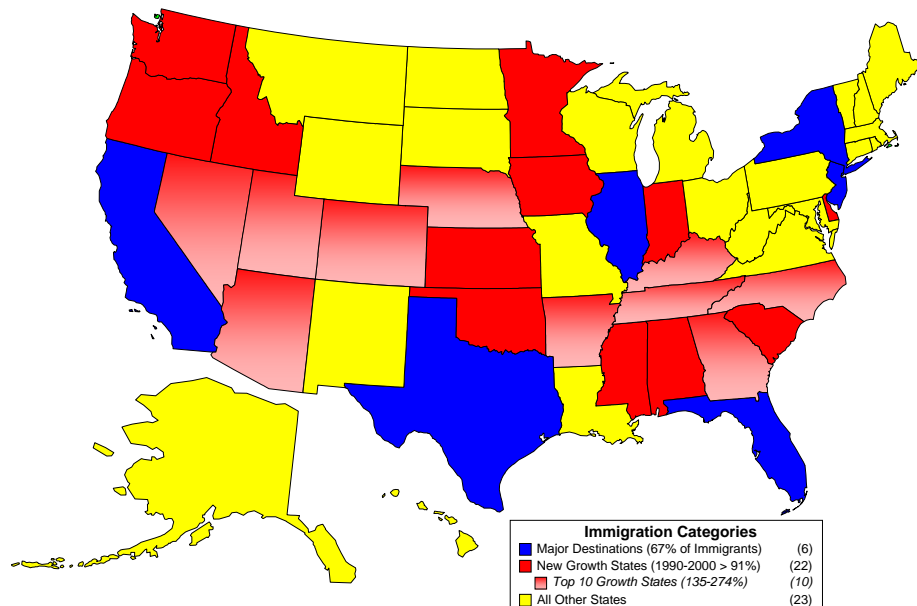 Immigration Categories
Major Destinations (67% of Immigrants) (6)
New Growth States (1990-2000 > 91%) (22)
Top 10 Growth States (135-274%) (10)
All Other States (23)